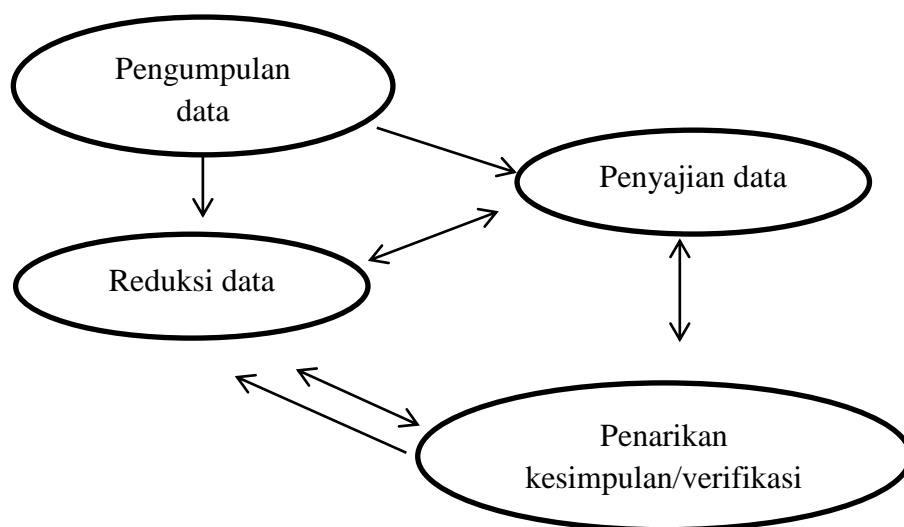 Pengumpulan
data
Penyajian data
Reduksi data
Penarikan
kesimpulan/verifikasi